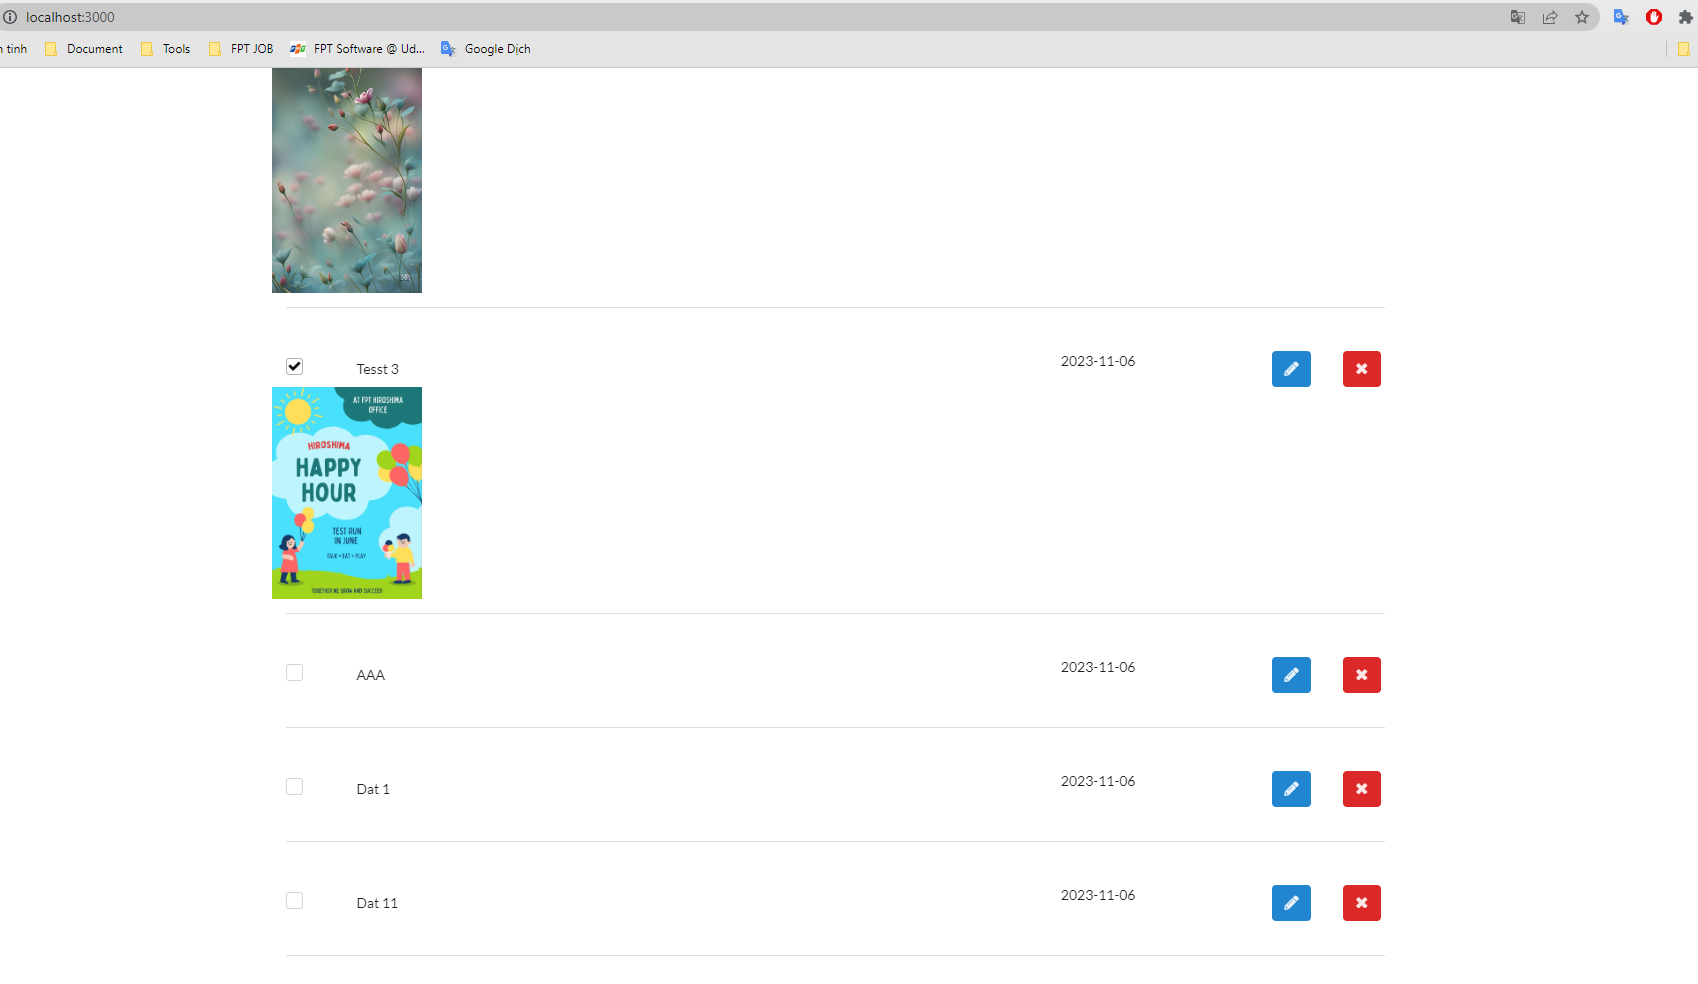 localhost:3000
n tinh Document Tools FPT JOB FPT Software @ Ud... Google Dịch
Tesst 3 2023-11-06
AT FPT HIROSHIMA
OFFICE
HIROSHIMA
HAPPY
HOUR
TEST RUN
IN JUNE
TALK • EAT • PLAY
TOGETHER WE GROW AND SUCCEED
AAA 2023-11-06
Dat 1 2023-11-06
Dat 11 2023-11-06